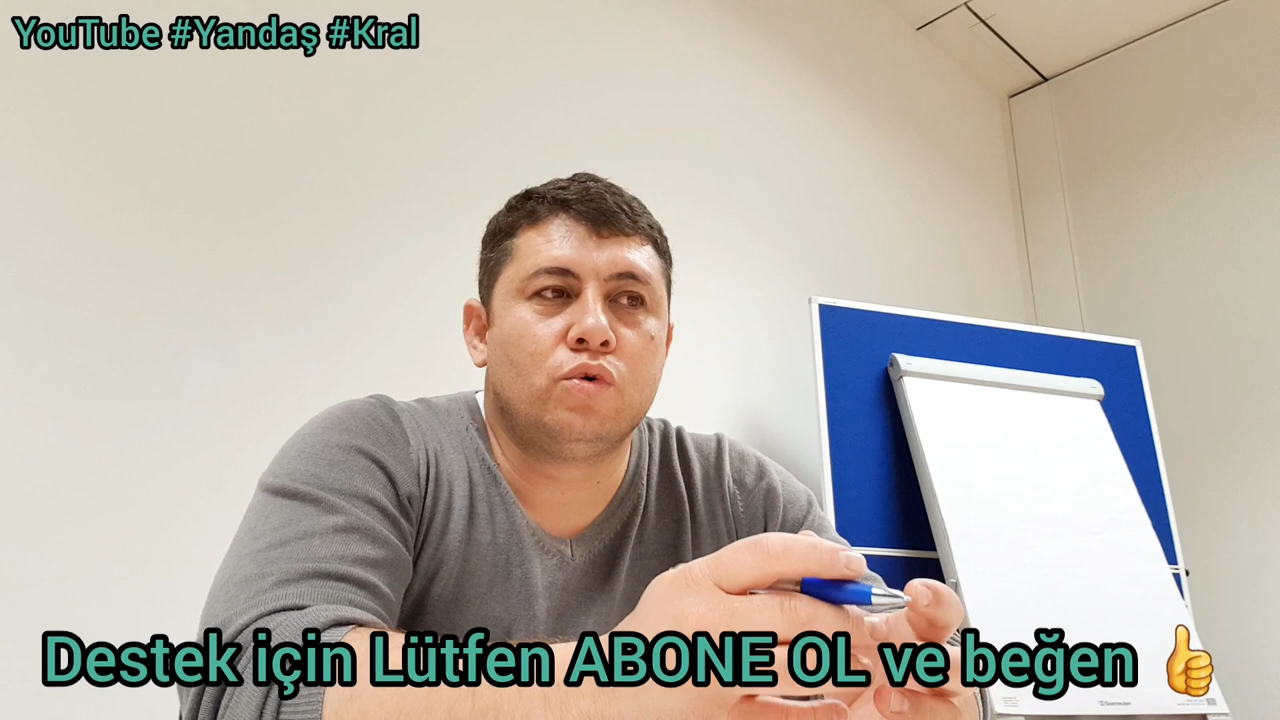 YouTube #Yandaş #Kral
Destek için Lütfen ABONE OL ve beğen 👍